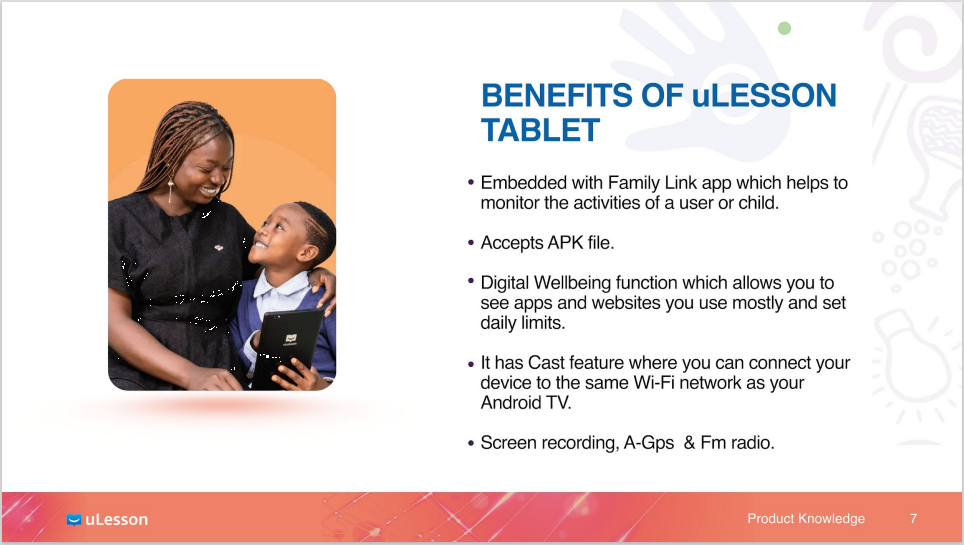 BENEFITS OF uLESSON
TABLET
• Embedded with Family Link app which helps to
monitor the activities of a user or child.
• Accepts APK file.
• Digital Wellbeing function which allows you to
see apps and websites you use mostly and set
daily limits.
• It has Cast feature where you can connect your
device to the same Wi-Fi network as your
Android TV.
• Screen recording, A-Gps & Fm radio.
uLesson
Product Knowledge
7